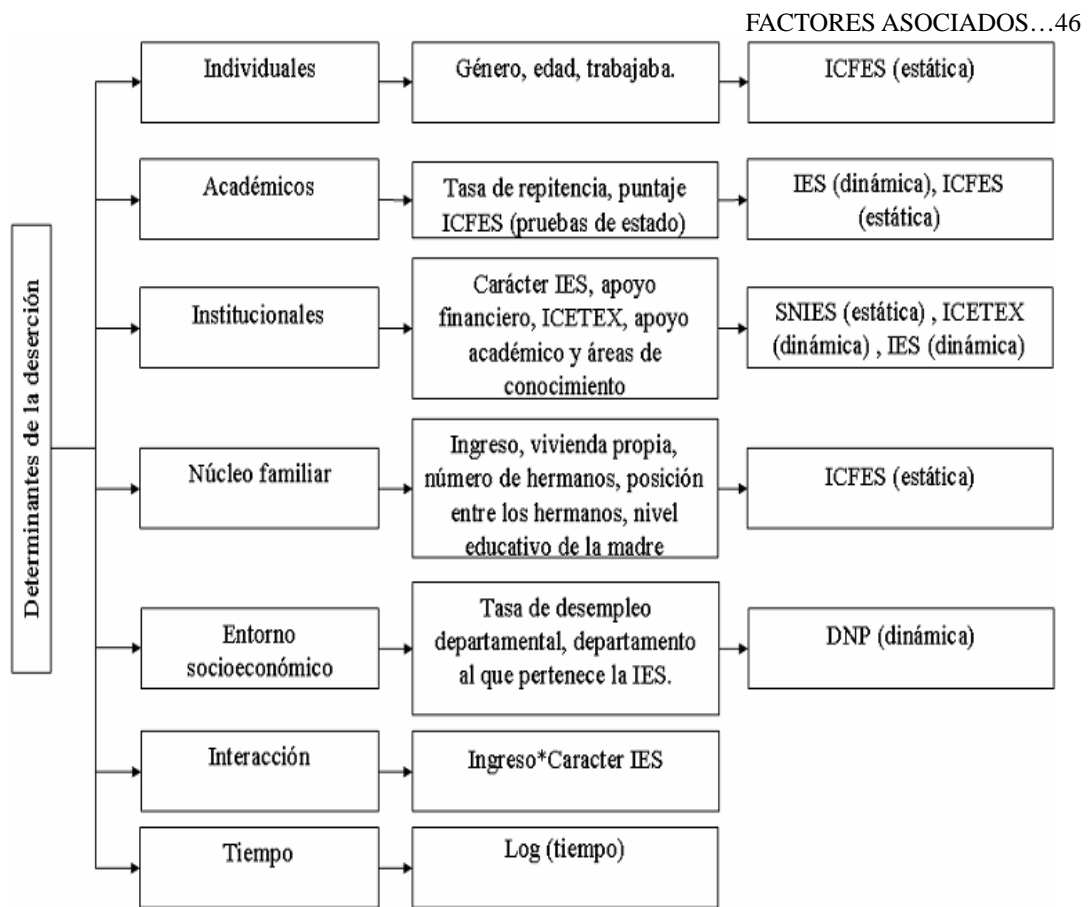 FACTORES ASOCIADOS…46
Determinantes de la deserción
Individuales
Género, edad, trabajaba.
ICFES (estática)
Académicos
Tasa de repitencia, puntaje
ICFES (pruebas de estado)
IES (dinámica), ICFES
(estática)
Institucionales
Carácter IES, apoyo
financiero, ICETEX, apoyo
académico y áreas de
conocimiento
SNIES (estática) , ICETEX
(dinámica) , IES (dinámica)
Núcleo familiar
Ingreso, vivienda propia,
número de hermanos, posición
entre los hermanos, nivel
educativo de la madre
ICFES (estática)
Entorno
socioeconómico
Tasa de desempleo
departamental, departamento
al que pertenece la IES.
DNP (dinámica)
Interacción
Ingreso*Caracter IES
Tiempo
Log (tiempo)